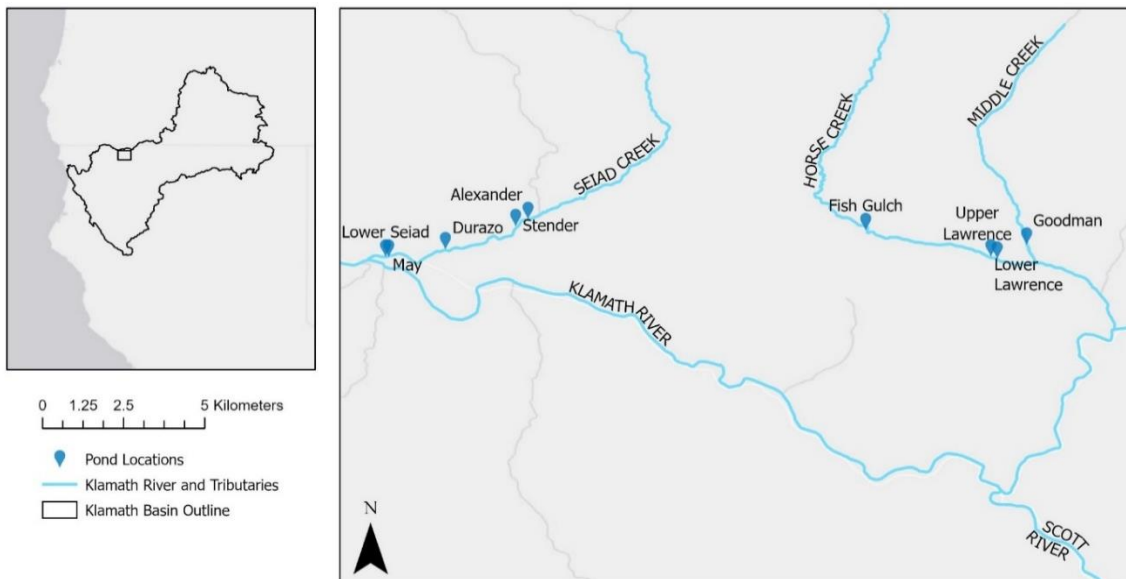 0 1.25 2.5 5 Kilometers
Pond Locations
Klamath River and Tributaries
Klamath Basin Outline
SEIAD CREEK
HORSE CREEK
MIDDLE CREEK
Alexander
Stender
Durazo
Lower Seiad
May
Fish Gulch
Upper
Lawrence
Goodman
Lower
Lawrence
KLAMATH RIVER
SCOTT
RIVER
N